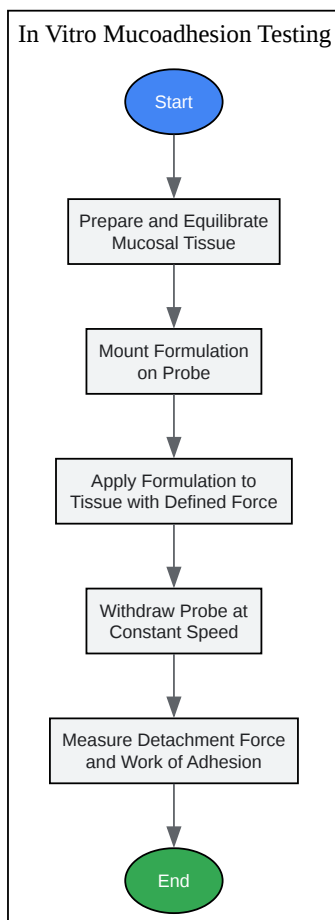 In Vitro Mucoadhesion Testing
Start
Prepare and Equilibrate
Mucosal Tissue
Mount Formulation
on Probe
Apply Formulation to
Tissue with Defined Force
Withdraw Probe at
Constant Speed
Measure Detachment Force
and Work of Adhesion
End